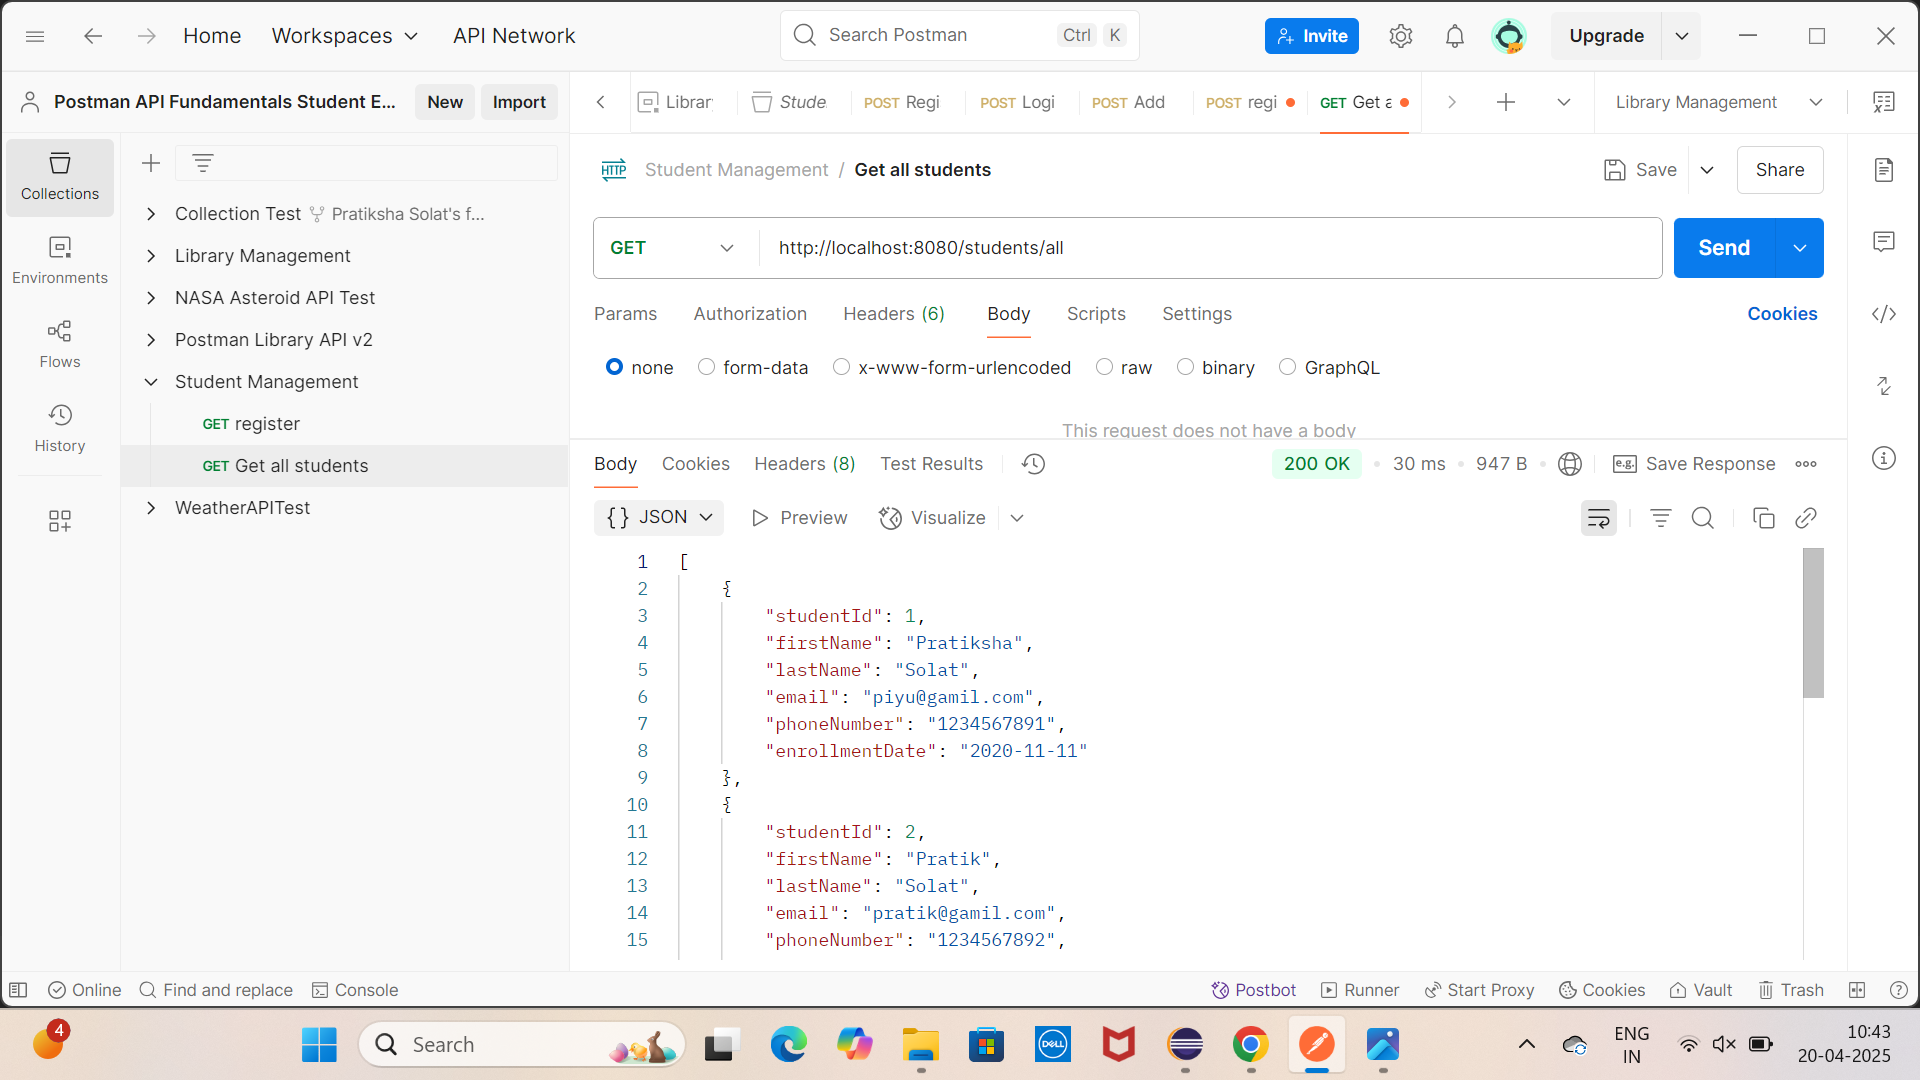 Home Workspaces API Network Search Postman Ctrl K Invite Upgrade
Postman API Fundamentals Student E... New Import Librar Stude POST Regi POST Logi POST Add POST regi GET Get a Library Management
Collections
Environments
Flows
History
Collection Test Pratiksha Solat's f...
Library Management
NASA Asteroid API Test
Postman Library API v2
Student Management
GET register
GET Get all students
WeatherAPITest
HTTP Student Management / Get all students Save Share
GET http://localhost:8080/students/all Send
Params Authorization Headers (6) Body Scripts Settings Cookies
none form-data x-www-form-urlencoded raw binary GraphQL
This request does not have a body
Body Cookies Headers (8) Test Results 200 OK 30 ms 947 B e.g. Save Response
{} JSON Preview Visualize
1 [
2 {
3 "studentId": 1,
4 "firstName": "Pratiksha",
5 "lastName": "Solat",
6 "email": "piyu@gamil.com",
7 "phoneNumber": "1234567891",
8 "enrollmentDate": "2020-11-11"
9 },
10 {
11 "studentId": 2,
12 "firstName": "Pratik",
13 "lastName": "Solat",
14 "email": "pratik@gamil.com",
15 "phoneNumber": "1234567892",
Online Find and replace Console Postbot Runner Start Proxy Cookies Vault Trash
4 Search DELL ENG IN 10:43
20-04-2025